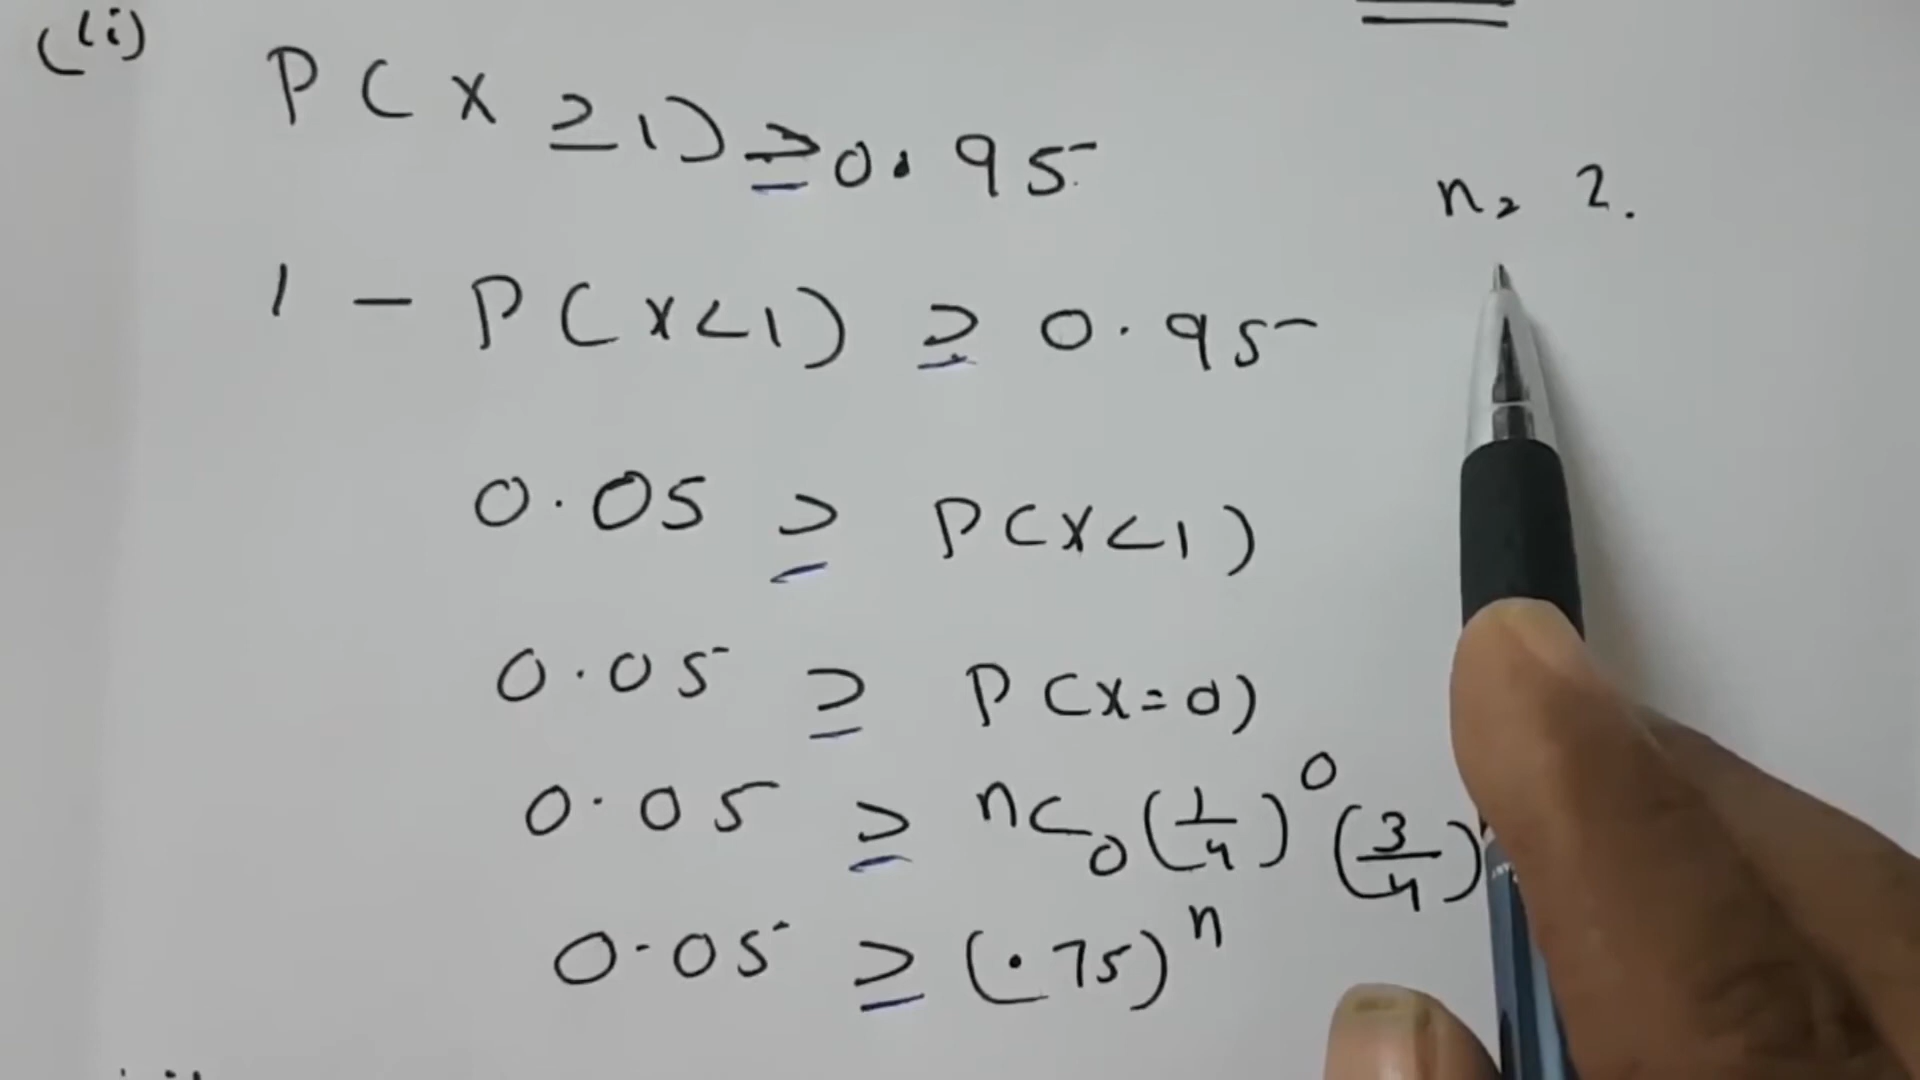 (ii)
P(X ≥ 1) ≥ 0.95
n = 2.
1 - P(X<1) ≥ 0.95
0.05 ≥ P(X<1)
0.05 ≥ P(X=0)
0.05 ≥ nC₀(1/4)⁰(3/4)
0.05 ≥ (.75)ⁿ